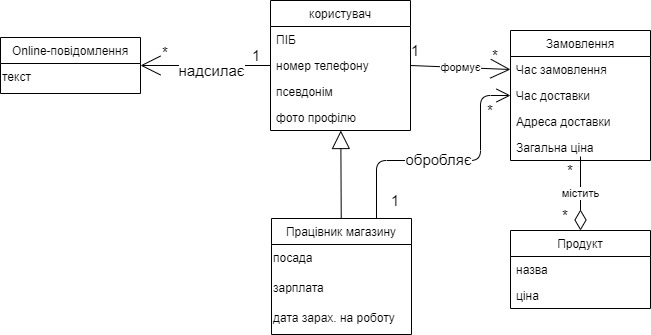 користувач
ПІБ
номер телефону
псевдонім
фото профілю
Online-повідомлення
текст
*
надсилає
1
1
формує
*
Замовлення
Час замовлення
Час доставки
Адреса доставки
Загальна ціна
*
обробляє
1
*
містить
*
Працівник магазину
посада
зарплата
дата зарах. на роботу
Продукт
назва
ціна